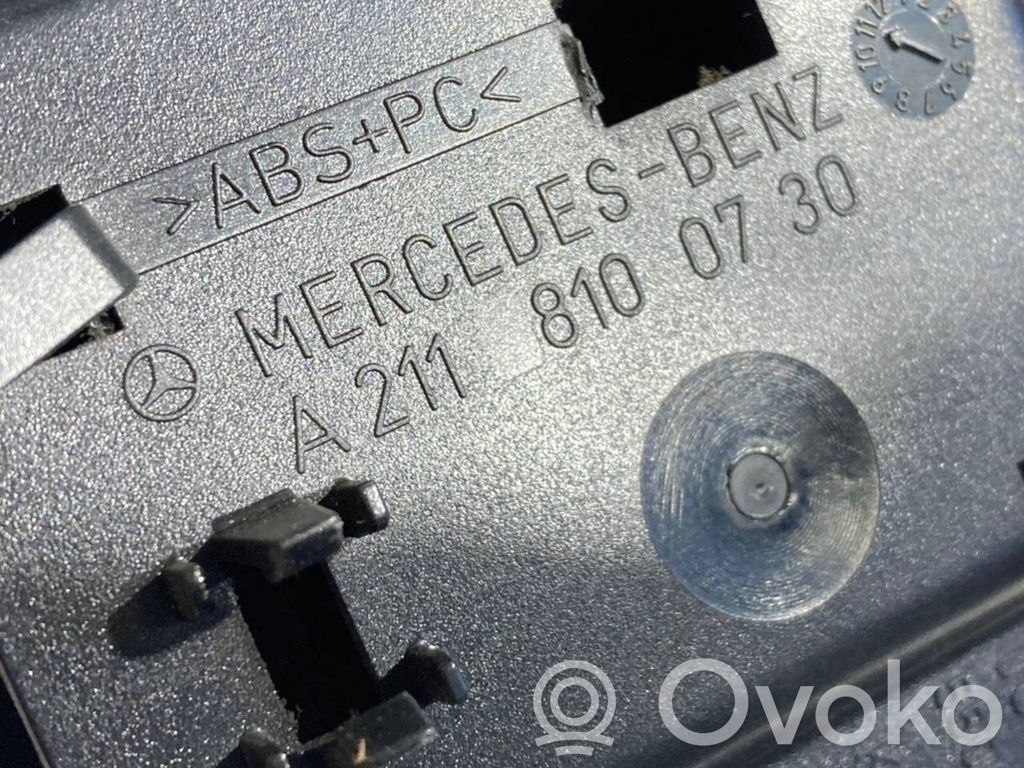 >ABS+PC<
MERCEDES-BENZ
A 211 810 07 30
Ovoko